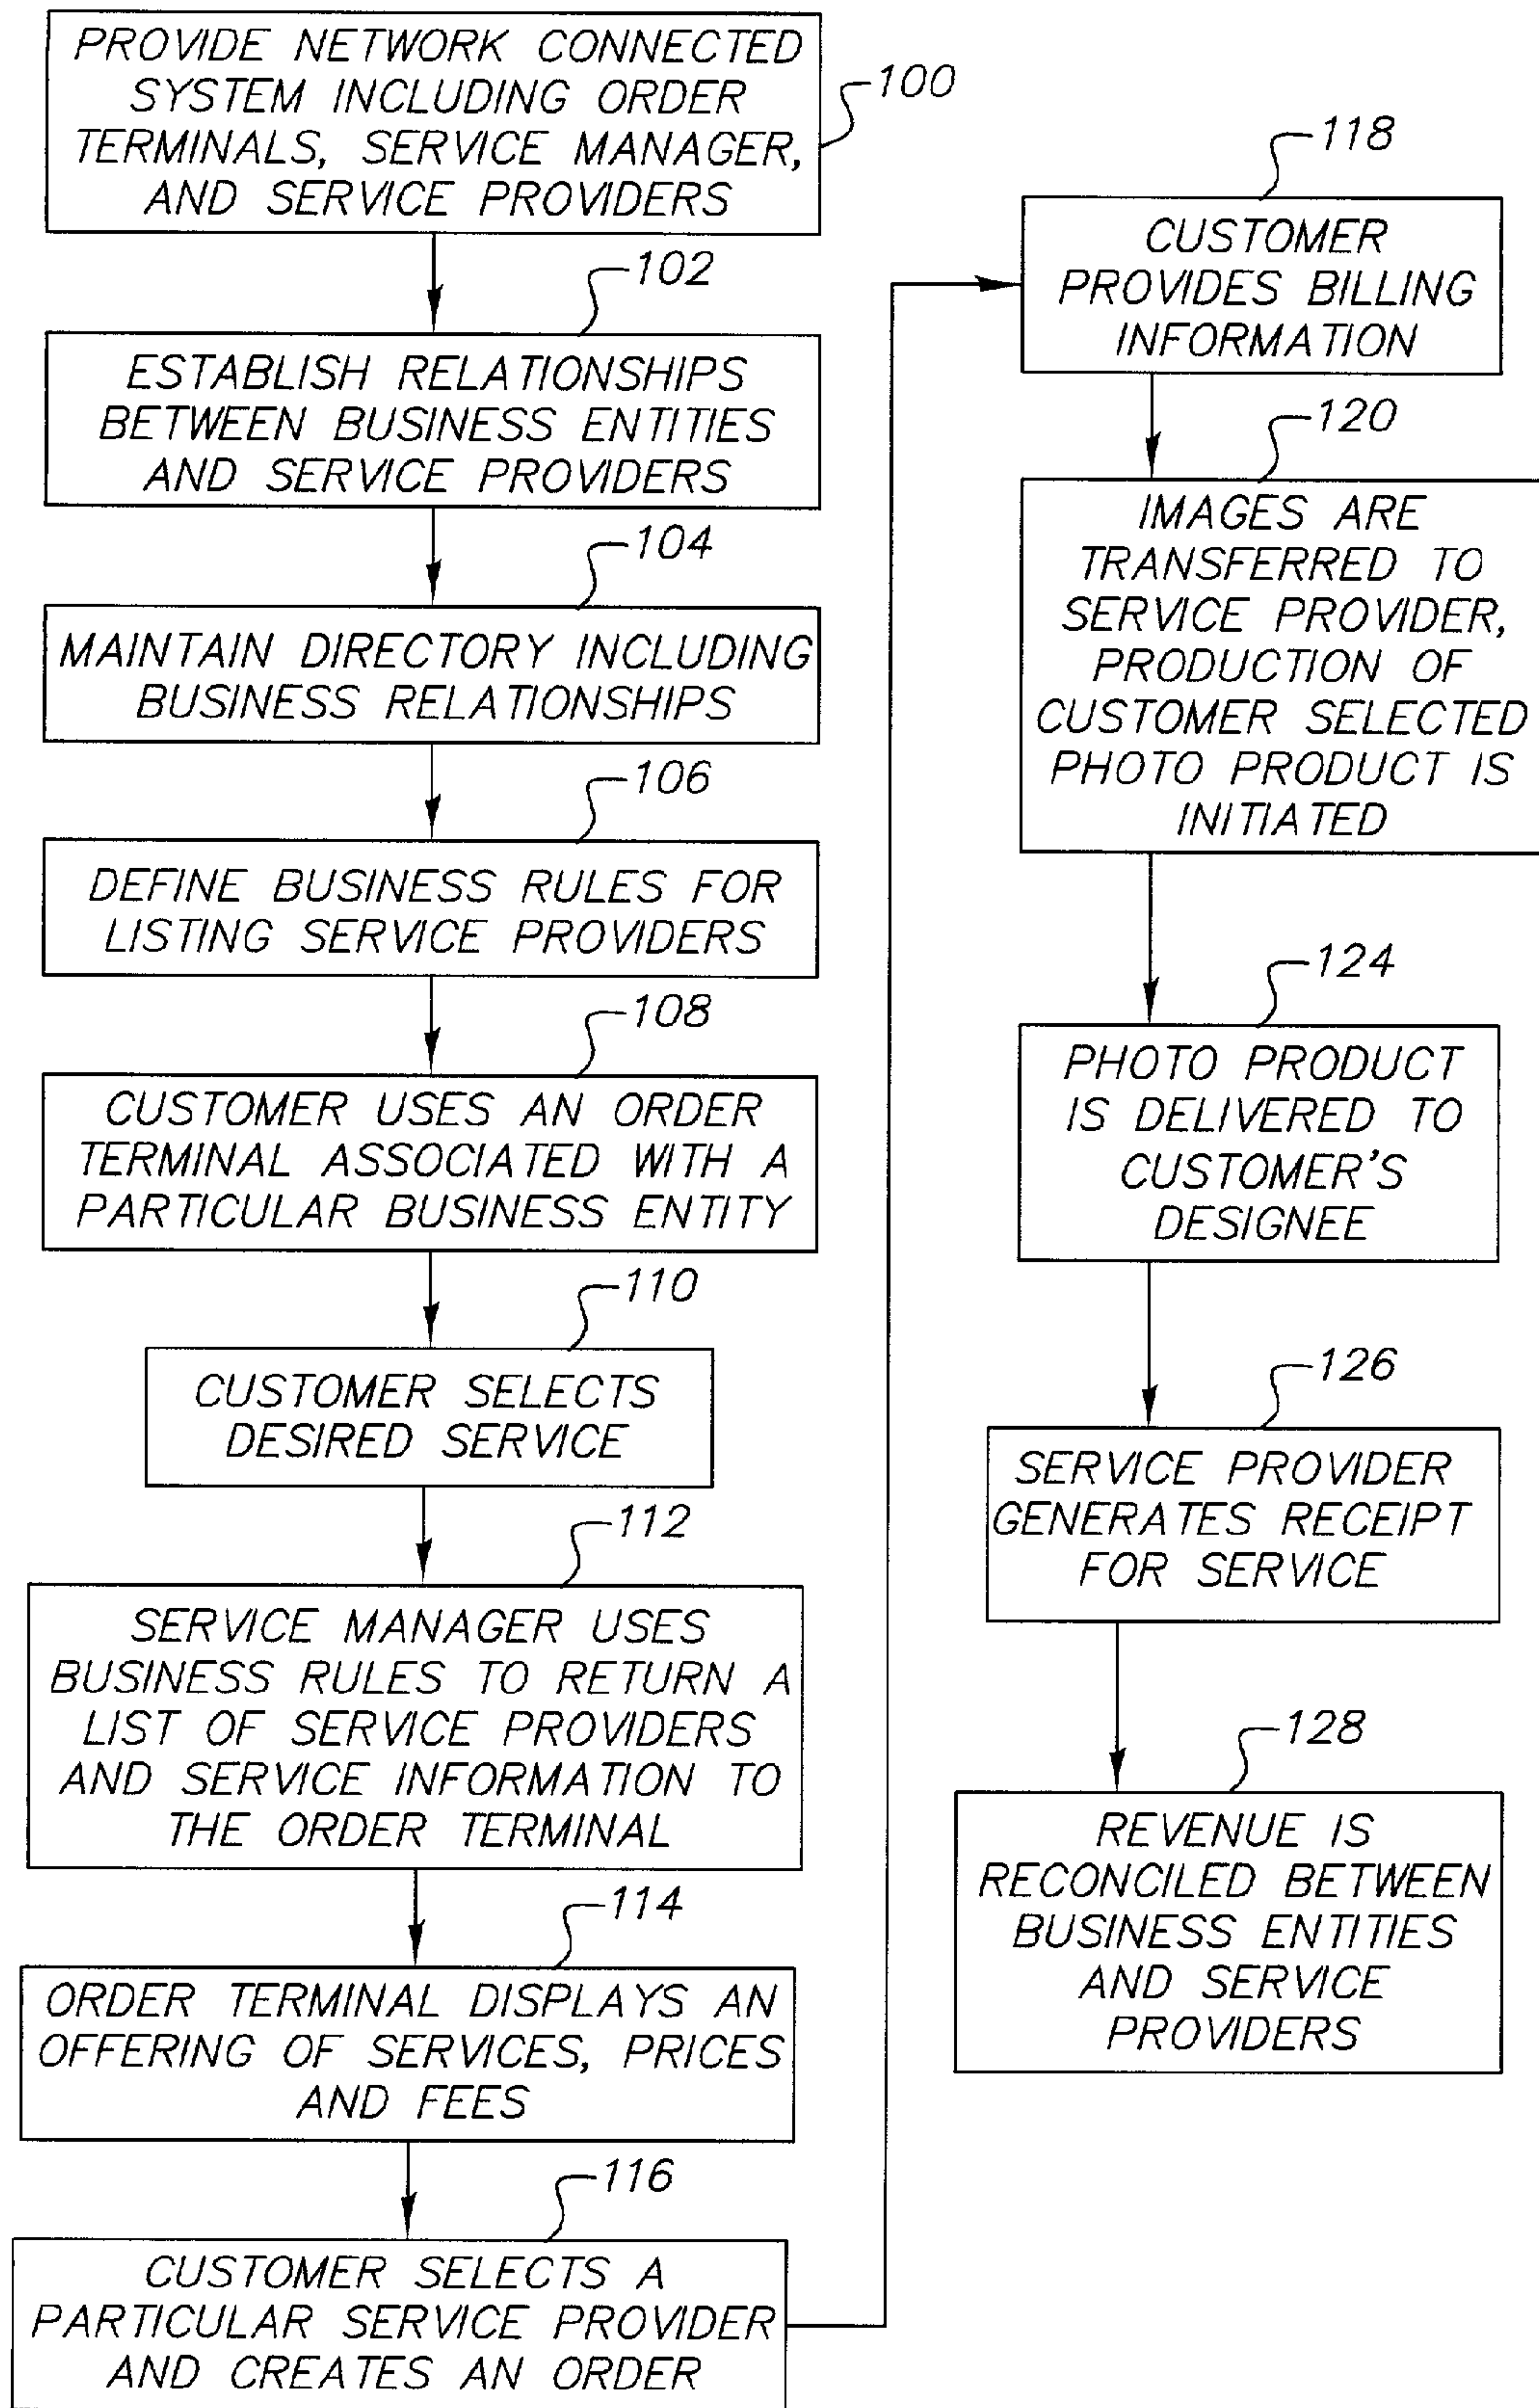 PROVIDE NETWORK CONNECTED
SYSTEM INCLUDING ORDER
TERMINALS, SERVICE MANAGER,
AND SERVICE PROVIDERS
100
102
ESTABLISH RELATIONSHIPS
BETWEEN BUSINESS ENTITIES
AND SERVICE PROVIDERS
104
MAINTAIN DIRECTORY INCLUDING
BUSINESS RELATIONSHIPS
106
DEFINE BUSINESS RULES FOR
LISTING SERVICE PROVIDERS
108
CUSTOMER USES AN ORDER
TERMINAL ASSOCIATED WITH A
PARTICULAR BUSINESS ENTITY
110
CUSTOMER SELECTS
DESIRED SERVICE
112
SERVICE MANAGER USES
BUSINESS RULES TO RETURN A
LIST OF SERVICE PROVIDERS
AND SERVICE INFORMATION TO
THE ORDER TERMINAL
114
ORDER TERMINAL DISPLAYS AN
OFFERING OF SERVICES, PRICES
AND FEES
116
CUSTOMER SELECTS A
PARTICULAR SERVICE PROVIDER
AND CREATES AN ORDER
118
CUSTOMER
PROVIDES BILLING
INFORMATION
120
IMAGES ARE
TRANSFERRED TO
SERVICE PROVIDER,
PRODUCTION OF
CUSTOMER SELECTED
PHOTO PRODUCT IS
INITIATED
124
PHOTO PRODUCT
IS DELIVERED TO
CUSTOMER'S
DESIGNEE
126
SERVICE PROVIDER
GENERATES RECEIPT
FOR SERVICE
128
REVENUE IS
RECONCILED BETWEEN
BUSINESS ENTITIES
AND SERVICE
PROVIDERS